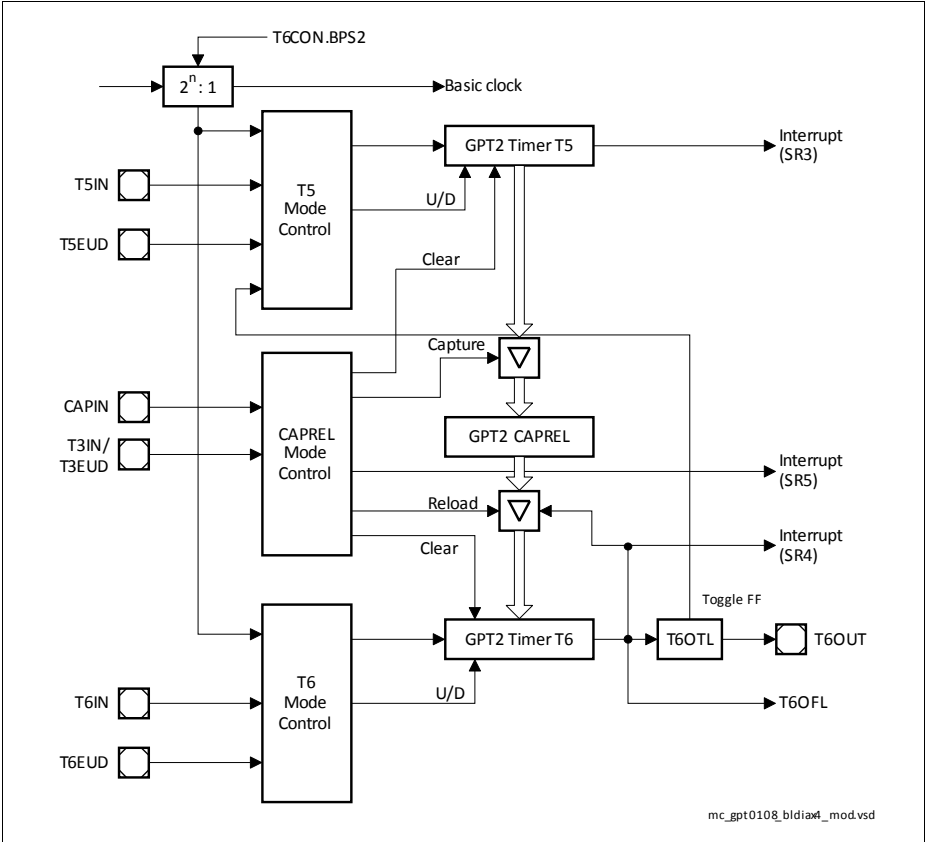 T6CON.BPS2
2ⁿ : 1
Basic clock
GPT2 Timer T5
Interrupt
(SR3)
T5IN
T5
Mode
Control
U/D
T5EUD
Clear
Capture
CAPIN
T3IN/
T3EUD
CAPREL
Mode
Control
GPT2 CAPREL
Interrupt
(SR5)
Reload
Clear
Interrupt
(SR4)
Toggle FF
GPT2 Timer T6
T6OTL
T6OUT
T6IN
T6
Mode
Control
U/D
T6OFL
T6EUD
mc_gpt0108_bldiax4_mod.vsd